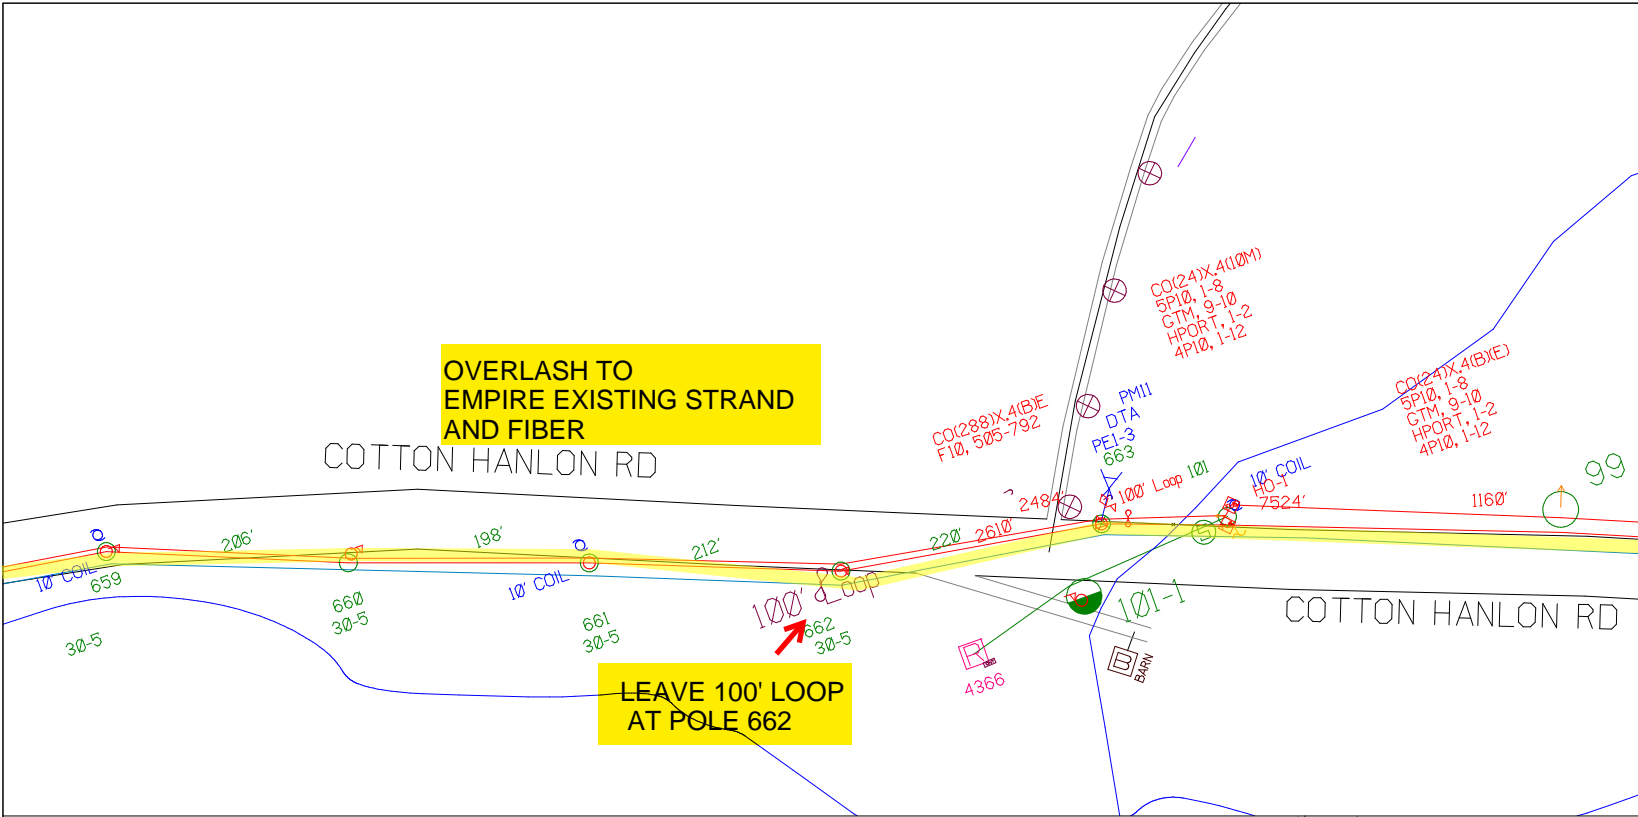 CO(24)X.4(10M)
5P10, 1-8
GTM, 9-10
HPORT, 1-2
4P10, 1-12
OVERLASH TO
EMPIRE EXISTING STRAND
AND FIBER
CO(24)X.4(B)(E)
5P10, 1-8
GTM, 9-10
HPORT, 1-2
4P10, 1-12
CO(288)X.4(B)E
F10, 505-792
PM11
DTA
PE1-3
663
COTTON HANLON RD
99
10' COIL
HO-1
7524'
100' Loop 101
2484'
1160'
206'
198'
212'
220'
2610'
10' COIL
659
30-5
660
30-5
10' COIL
661
30-5
100' Loop
662
30-5
S
101-1
COTTON HANLON RD
R
4366
B
BARN
LEAVE 100' LOOP
AT POLE 662